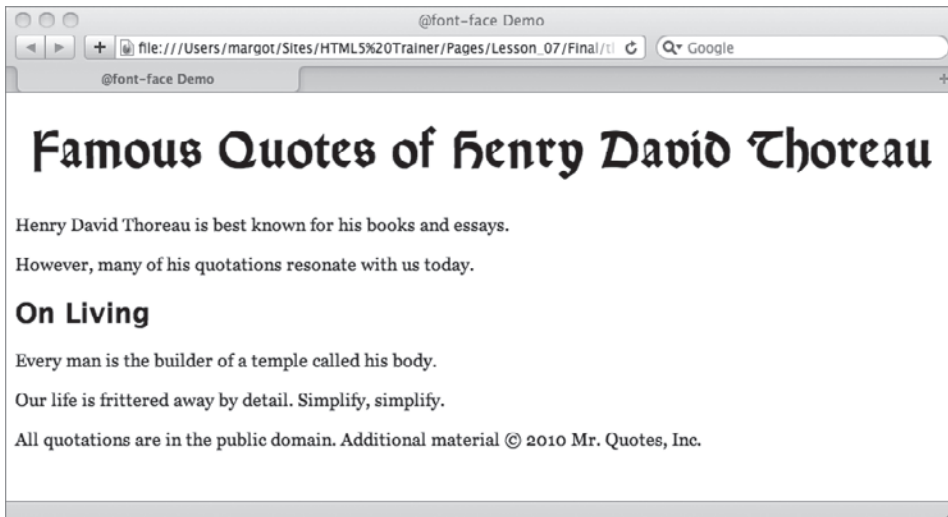 @font-face Demo
file:///Users/margot/Sites/HTML5%20Trainer/Pages/Lesson_07/Final/
Google
@font-face Demo
Famous Quotes of Henry David Thoreau
Henry David Thoreau is best known for his books and essays.
However, many of his quotations resonate with us today.
On Living
Every man is the builder of a temple called his body.
Our life is frittered away by detail. Simplify, simplify.
All quotations are in the public domain. Additional material © 2010 Mr. Quotes, Inc.